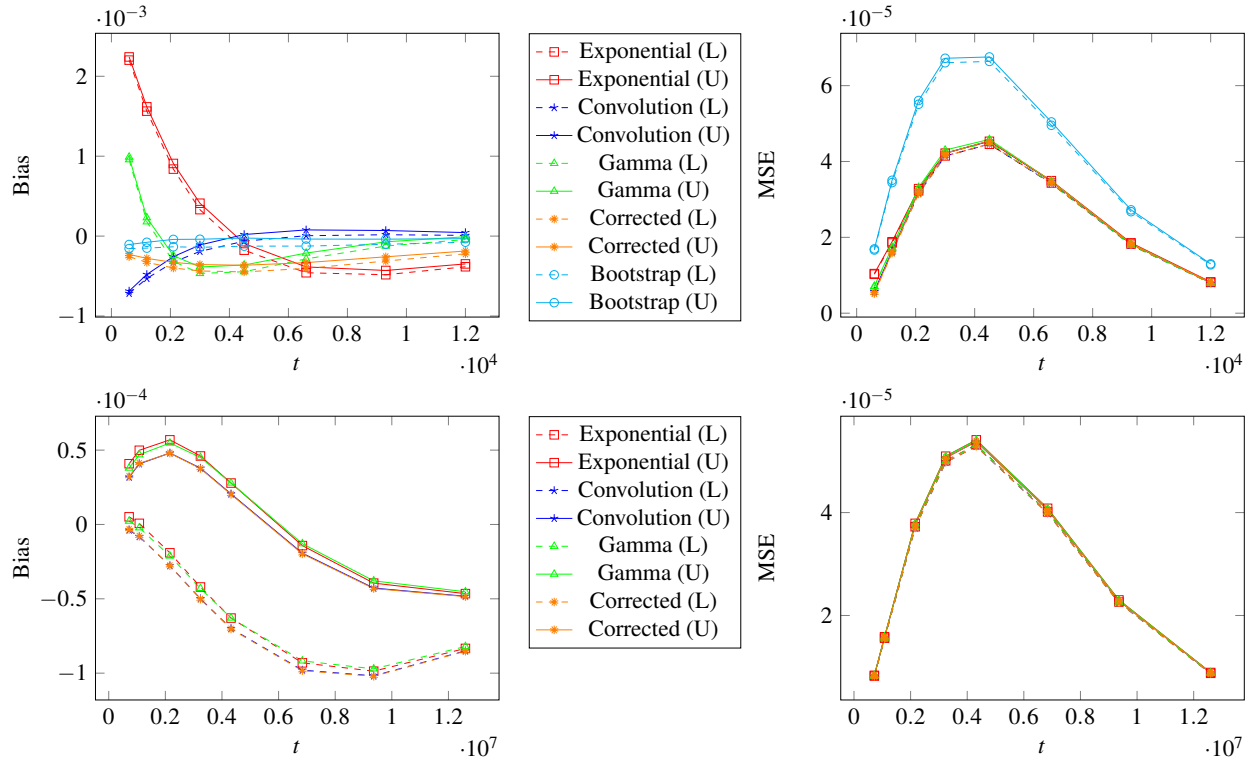 ·10⁻³
2
1
0
−1
Bias
0 0.2 0.4 0.6 0.8 1 1.2
t
·10⁴
Exponential (L)
Exponential (U)
Convolution (L)
Convolution (U)
Gamma (L)
Gamma (U)
Corrected (L)
Corrected (U)
Bootstrap (L)
Bootstrap (U)
·10⁻⁵
6
4
2
0
MSE
0 0.2 0.4 0.6 0.8 1 1.2
t
·10⁴
·10⁻⁴
0.5
0
−0.5
−1
Bias
0 0.2 0.4 0.6 0.8 1 1.2
t
·10⁷
Exponential (L)
Exponential (U)
Convolution (L)
Convolution (U)
Gamma (L)
Gamma (U)
Corrected (L)
Corrected (U)
·10⁻⁵
4
2
MSE
0 0.2 0.4 0.6 0.8 1 1.2
t
·10⁷